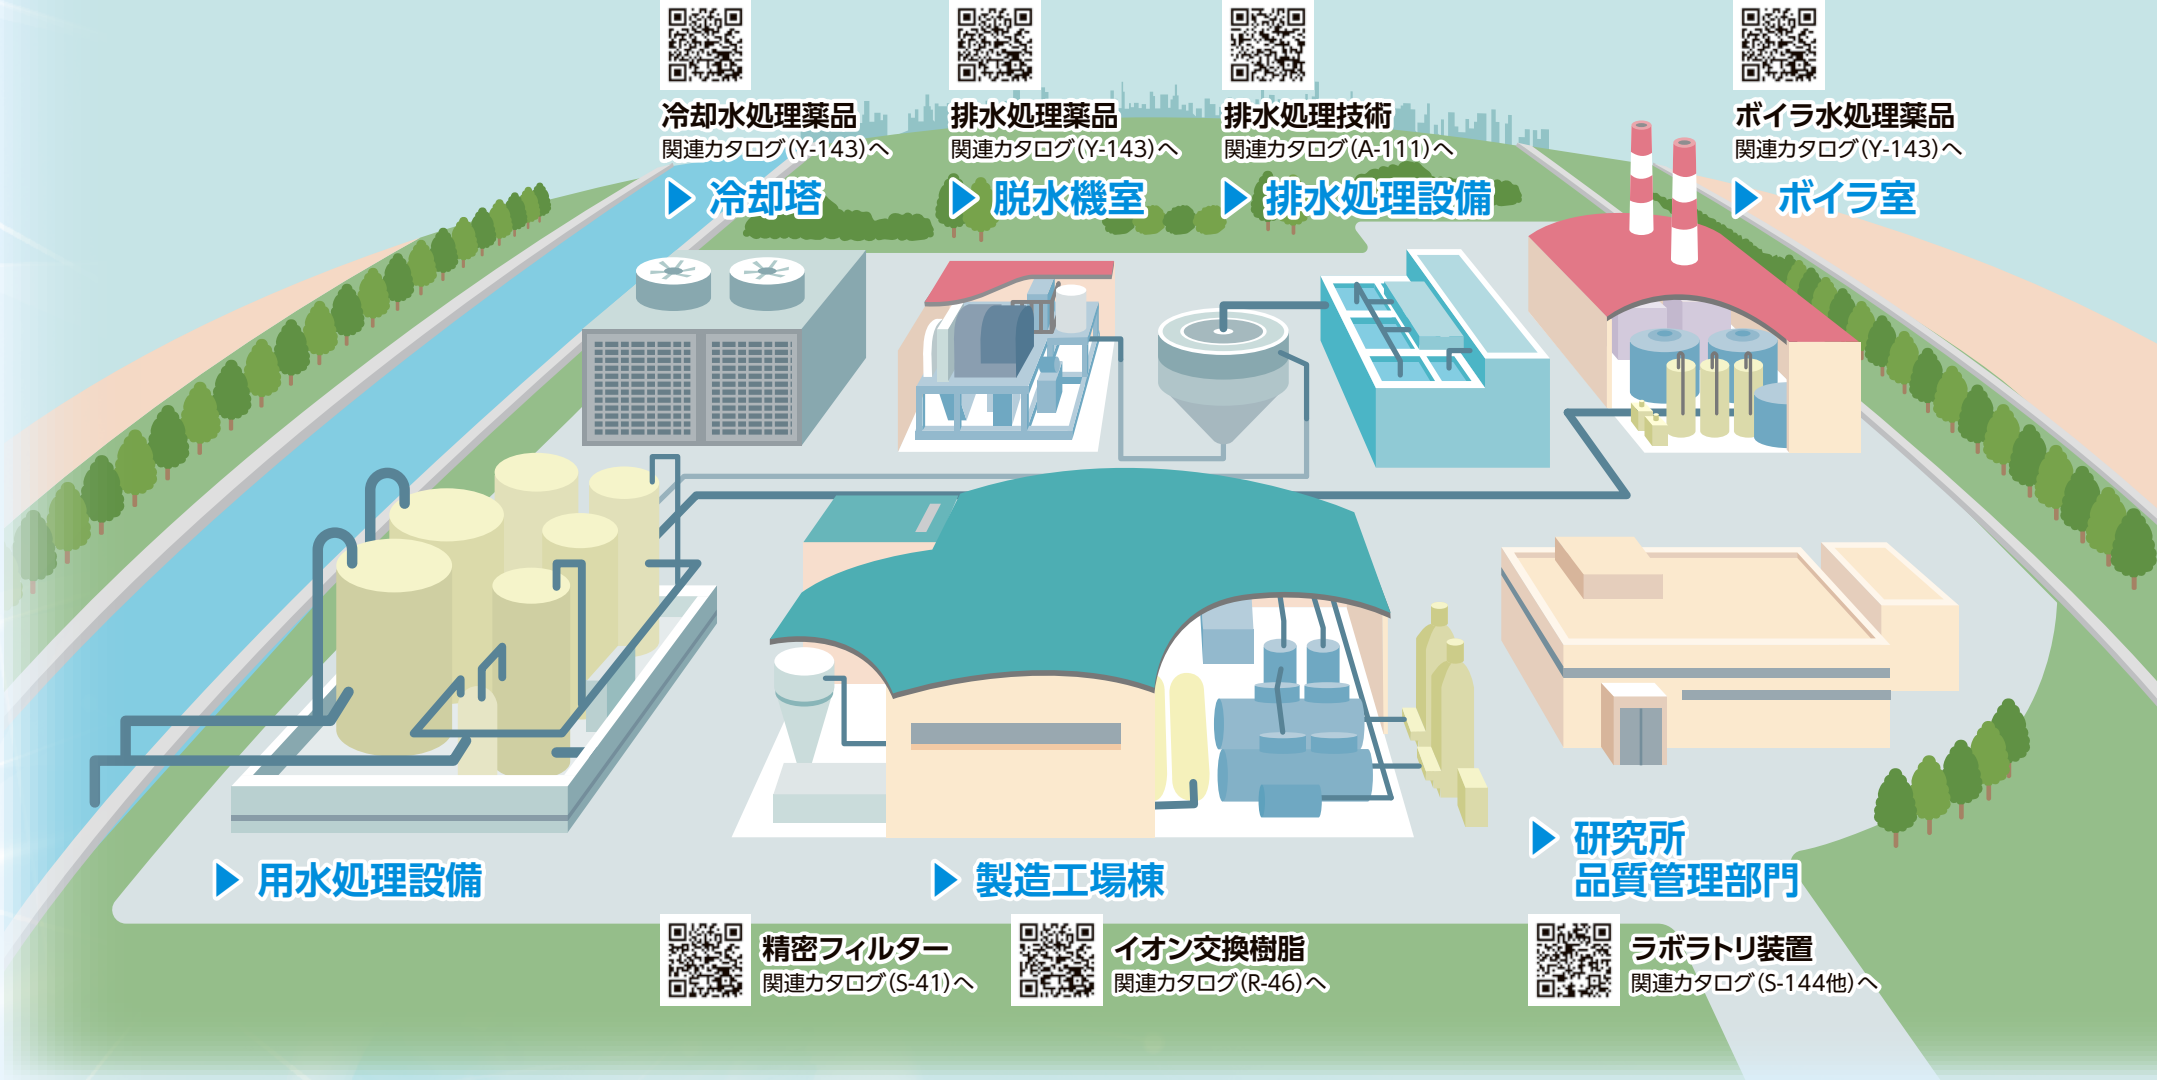 冷却水処理薬品
関連カタログ(Y-143)へ
冷却塔
排水処理薬品
関連カタログ(Y-143)へ
脱水機室
排水処理技術
関連カタログ(A-111)へ
排水処理設備
ボイラ水処理薬品
関連カタログ(Y-143)へ
ボイラ室
用水処理設備
製造工場棟
研究所
品質管理部門
精密フィルター
関連カタログ(S-41)へ
イオン交換樹脂
関連カタログ(R-46)へ
ラボラトリ装置
関連カタログ(S-144他)へ